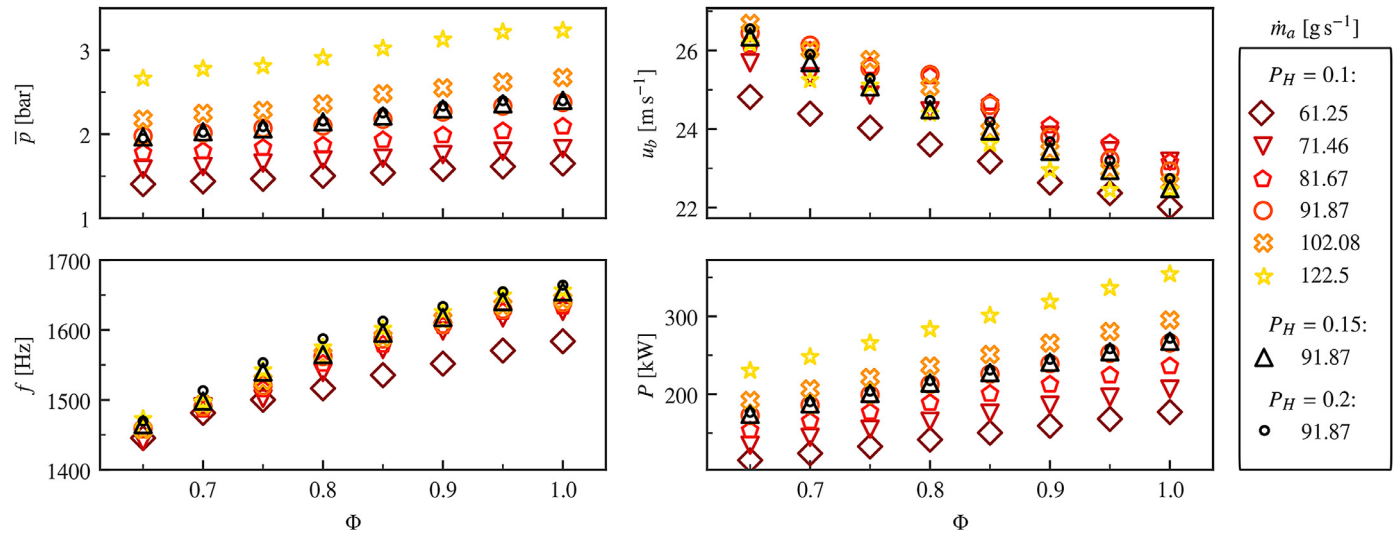 3
2
1
p̅ [bar]
26
24
22
u_b [m s⁻¹]
ṁ_a [g s⁻¹]
P_H = 0.1:
61.25
71.46
81.67
91.87
102.08
122.5
P_H = 0.15:
91.87
P_H = 0.2:
91.87
1700
1600
1500
1400
f [Hz]
0.7 0.8 0.9 1.0
Φ
300
200
P [kW]
0.7 0.8 0.9 1.0
Φ